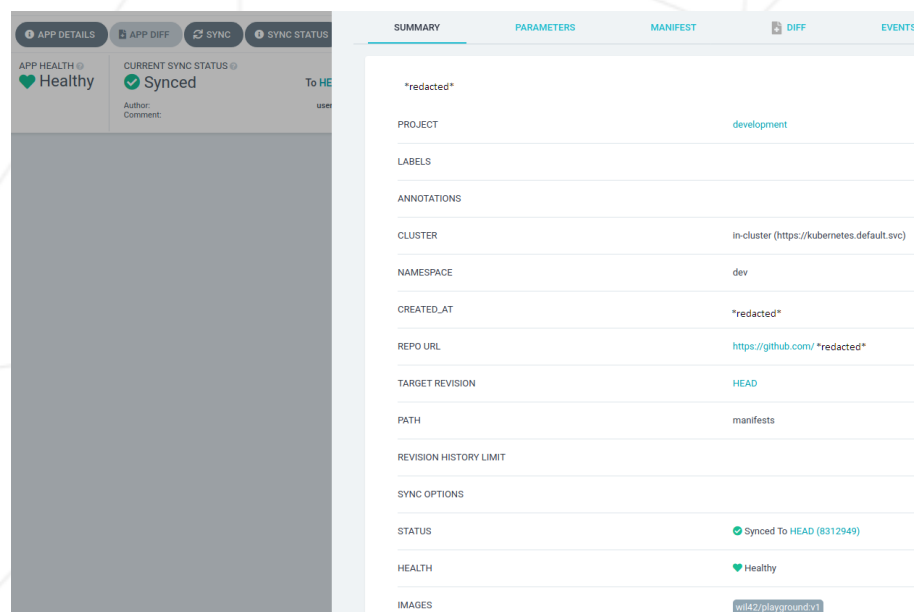 APP DETAILS
APP DIFF
SYNC
SYNC STATUS
APP HEALTH
Healthy
CURRENT SYNC STATUS
Synced
To HE
Author:
user
Comment:
SUMMARY
PARAMETERS
MANIFEST
DIFF
EVENTS
*redacted*
PROJECT
development
LABELS
ANNOTATIONS
CLUSTER
in-cluster (https://kubernetes.default.svc)
NAMESPACE
dev
CREATED_AT
*redacted*
REPO URL
https://github.com/ *redacted*
TARGET REVISION
HEAD
PATH
manifests
REVISION HISTORY LIMIT
SYNC OPTIONS
STATUS
Synced To HEAD (8312949)
HEALTH
Healthy
IMAGES
wil42/playground:v1